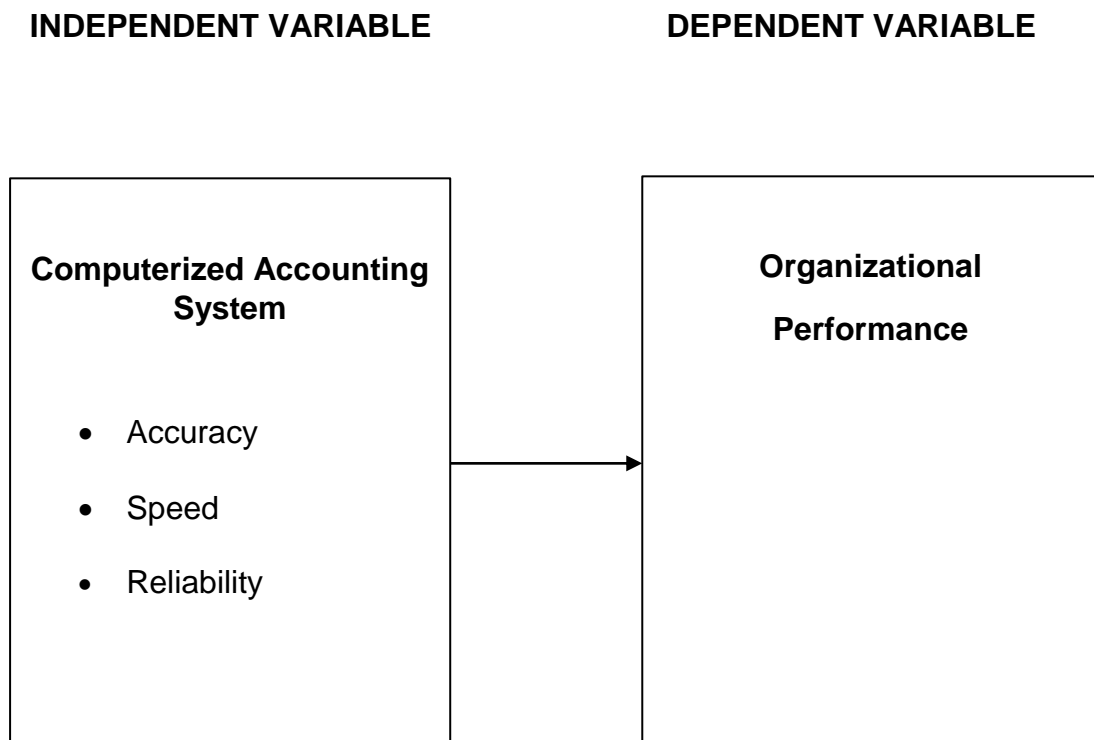 INDEPENDENT VARIABLE
DEPENDENT VARIABLE
Computerized Accounting
System
• Accuracy
• Speed
• Reliability
Organizational
Performance